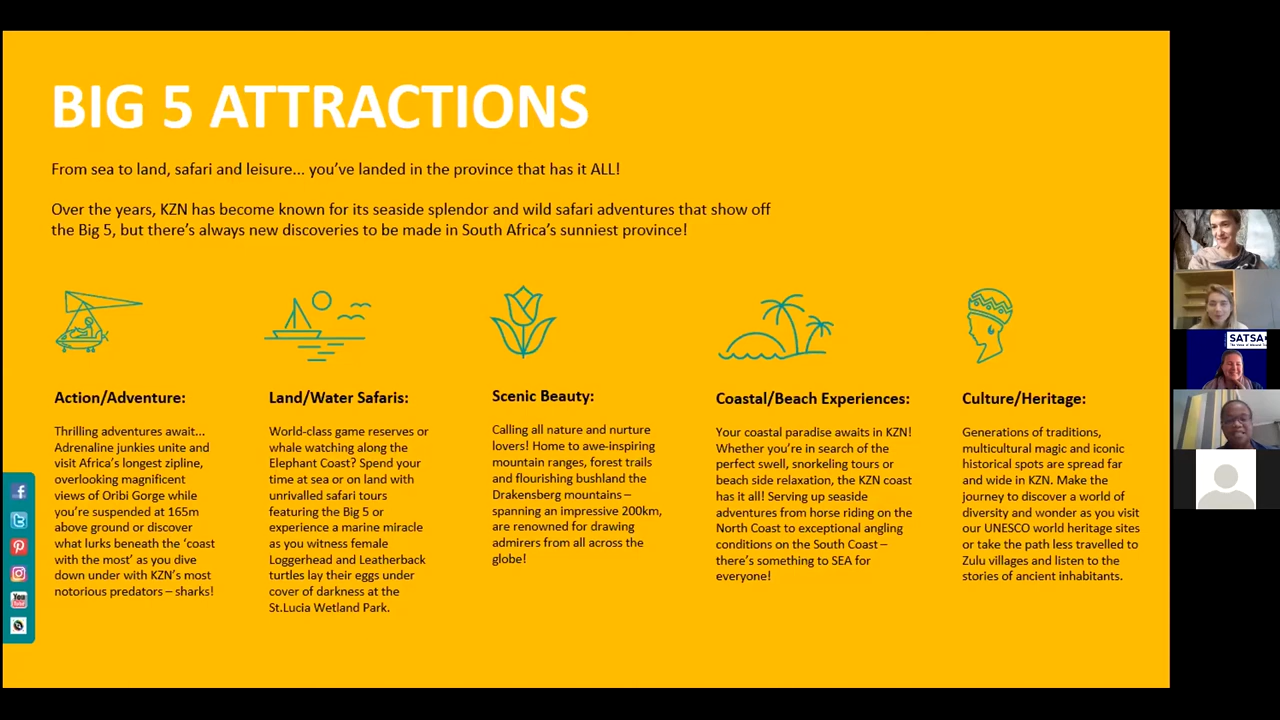 BIG 5 ATTRACTIONS
From sea to land, safari and leisure... you've landed in the province that has it ALL!
Over the years, KZN has become known for its seaside splendor and wild safari adventures that show off
the Big 5, but there's always new discoveries to be made in South Africa's sunniest province!
Action/Adventure:
Thrilling adventures await...
Adrenaline junkies unite and
visit Africa's longest zipline,
overlooking magnificent
views of Oribi Gorge while
you're suspended at 165m
above ground or discover
what lurks beneath the 'coast
with the most' as you dive
down under with KZN's most
notorious predators – sharks!
Land/Water Safaris:
World-class game reserves or
whale watching along the
Elephant Coast? Spend your
time at sea or on land with
unrivalled safari tours
featuring the Big 5 or
experience a marine miracle
as you witness female
Loggerhead and Leatherback
turtles lay their eggs under
cover of darkness at the
St.Lucia Wetland Park.
Scenic Beauty:
Calling all nature and nurture
lovers! Home to awe-inspiring
mountain ranges, forest trails
and flourishing bushland the
Drakensberg mountains –
spanning an impressive 200km,
are renowned for drawing
admirers from all across the
globe!
Coastal/Beach Experiences:
Your coastal paradise awaits in KZN!
Whether you're in search of the
perfect swell, snorkeling tours or
beach side relaxation, the KZN coast
has it all! Serving up seaside
adventures from horse riding on the
North Coast to exceptional angling
conditions on the South Coast –
there's something to SEA for
everyone!
Culture/Heritage:
Generations of traditions,
multicultural magic and iconic
historical spots are spread far
and wide in KZN. Make the
journey to discover a world of
diversity and wonder as you visit
our UNESCO world heritage sites
or take the path less travelled to
Zulu villages and listen to the
stories of ancient inhabitants.
You
SATSA